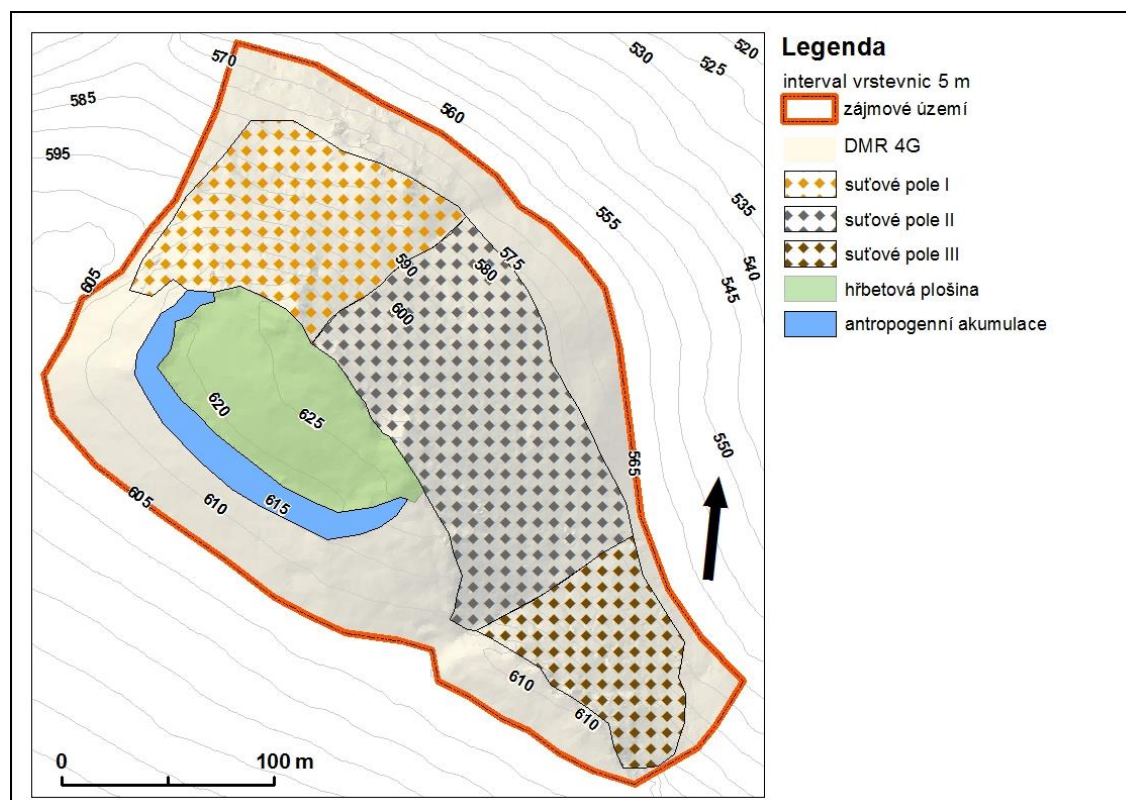 570
530
520
525
Legenda
585
560
interval vrstevnic 5 m
zájmové území
595
DMR 4G
suťové pole I
535
555
suťové pole II
575
580
590
540
suťové pole III
605
545
hřbetová plošina
600
antropogenní akumulace
620
625
550
565
605
610
615
610
610
0
100 m